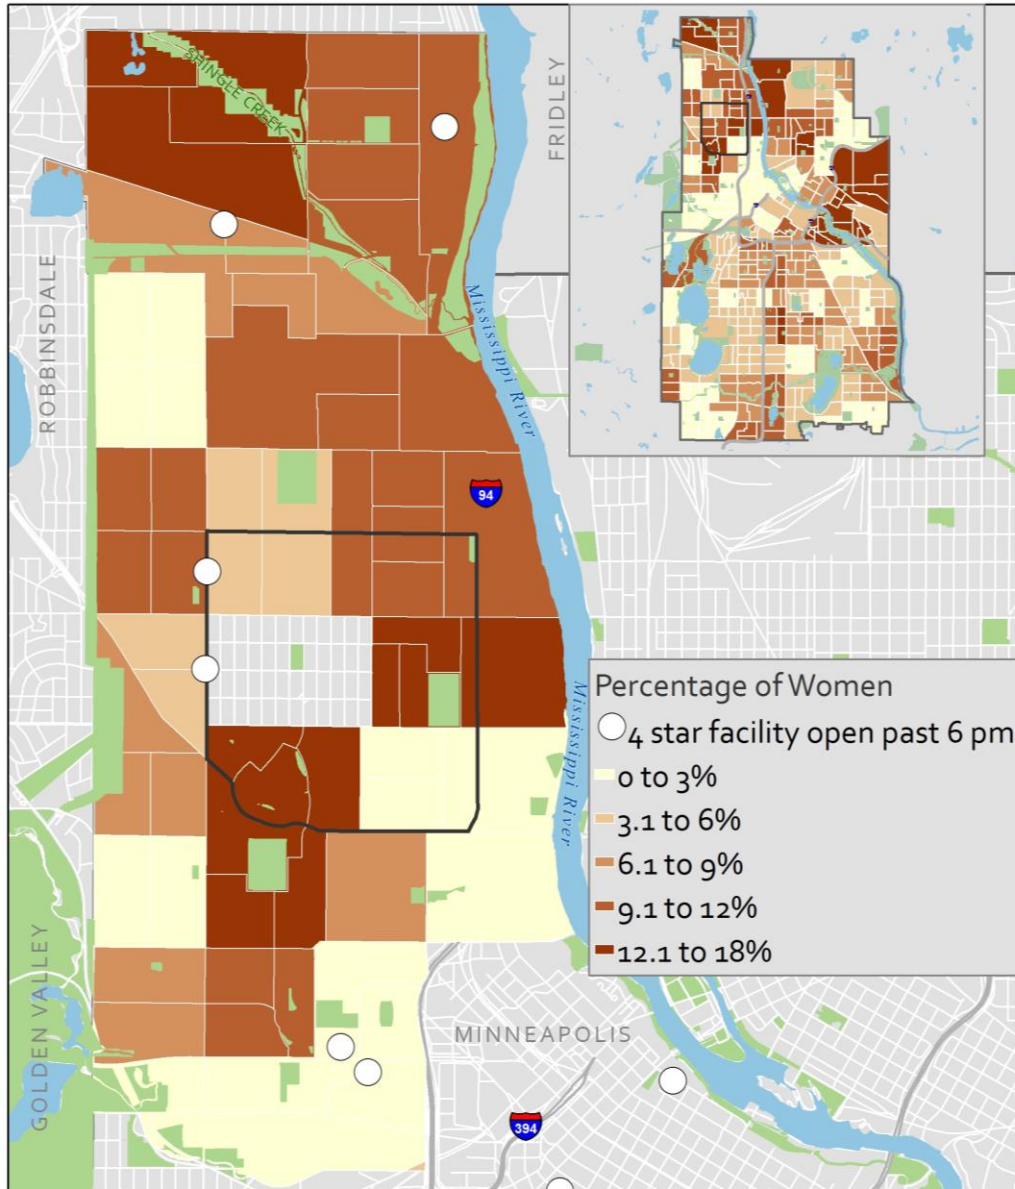 SHINGLE CREEK
FRIDLEY
ROBBINSDALE
Mississippi River
94
Percentage of Women
4 star facility open past 6 pm
0 to 3%
3.1 to 6%
6.1 to 9%
9.1 to 12%
12.1 to 18%
Mississippi River
GOLDEN VALLEY
MINNEAPOLIS
394